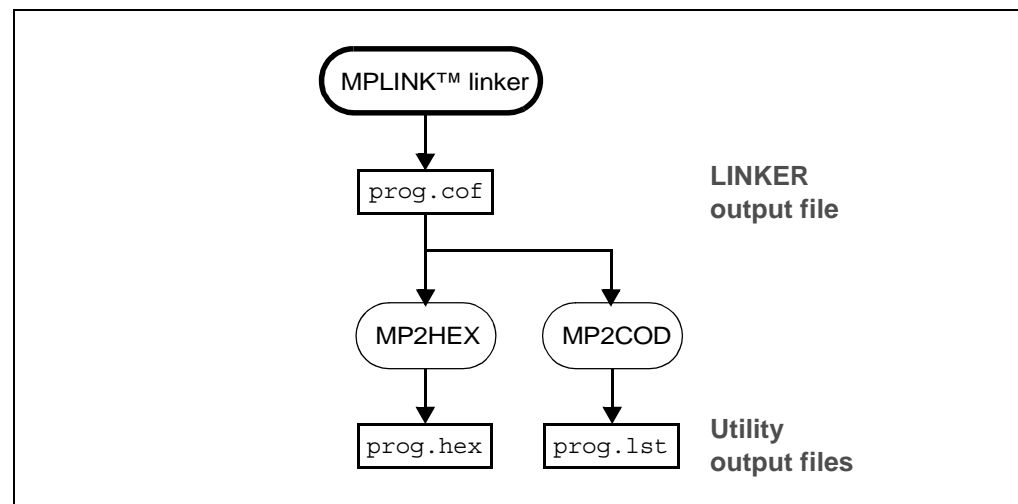 MPLINK™ linker
prog.cof
LINKER
output file
MP2HEX
MP2COD
prog.hex
prog.lst
Utility
output files